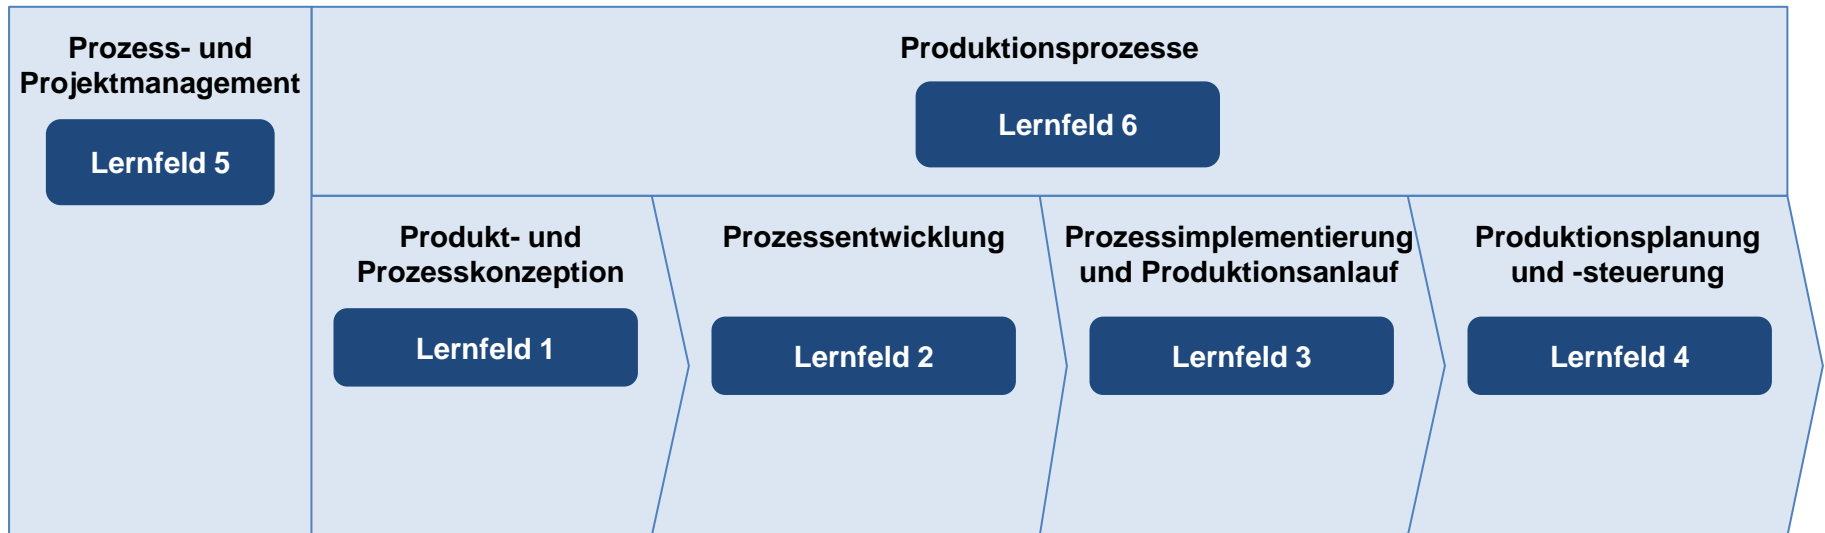 Prozess- und
Projektmanagement
Lernfeld 5
Produktionsprozesse
Lernfeld 6
Produkt- und
Prozesskonzeption
Lernfeld 1
Prozessentwicklung
Lernfeld 2
Prozessimplementierung
und Produktionsanlauf
Lernfeld 3
Produktionsplanung
und -steuerung
Lernfeld 4